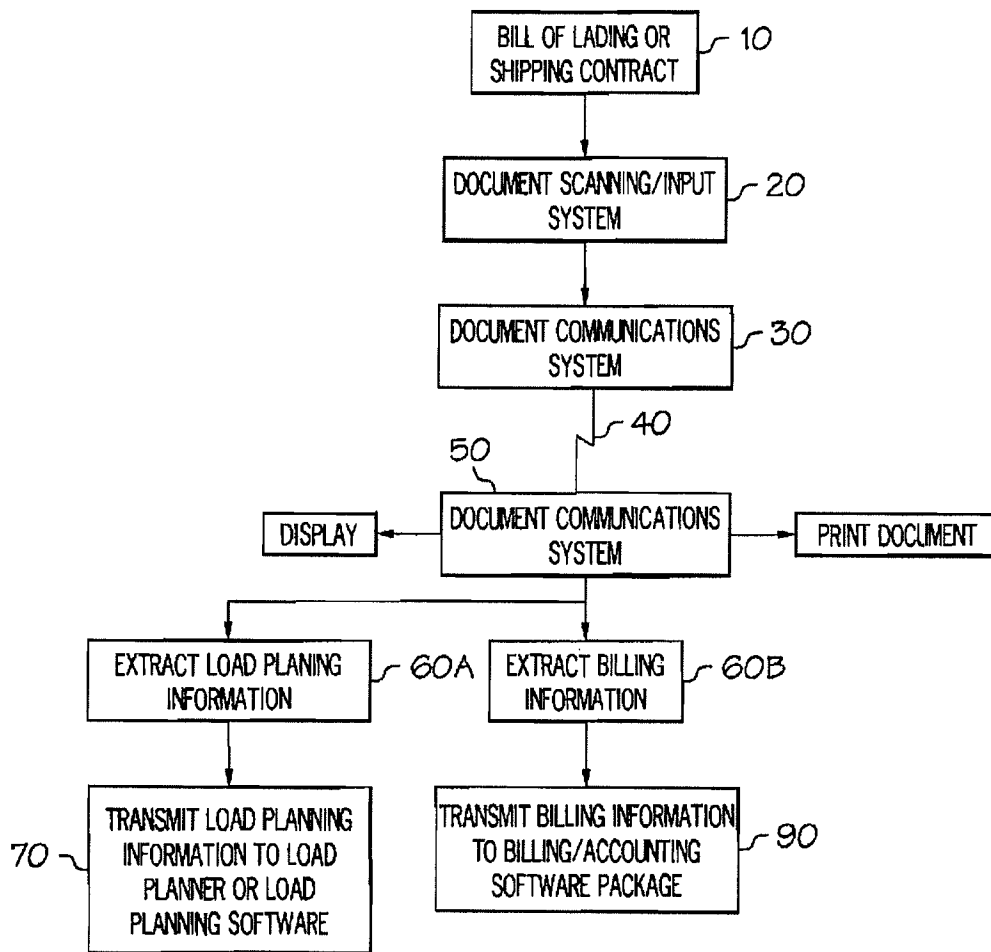 BILL OF LADING OR
SHIPPING CONTRACT
10
DOCUMENT SCANNING/INPUT
SYSTEM
20
DOCUMENT COMMUNICATIONS
SYSTEM
30
40
50
DOCUMENT COMMUNICATIONS
SYSTEM
DISPLAY
PRINT DOCUMENT
EXTRACT LOAD PLANING
INFORMATION
60A
EXTRACT BILLING
INFORMATION
60B
TRANSMIT LOAD PLANNING
INFORMATION TO LOAD
PLANNER OR LOAD
PLANNING SOFTWARE
70
TRANSMIT BILLING INFORMATION
TO BILLING/ACCOUNTING
SOFTWARE PACKAGE
90